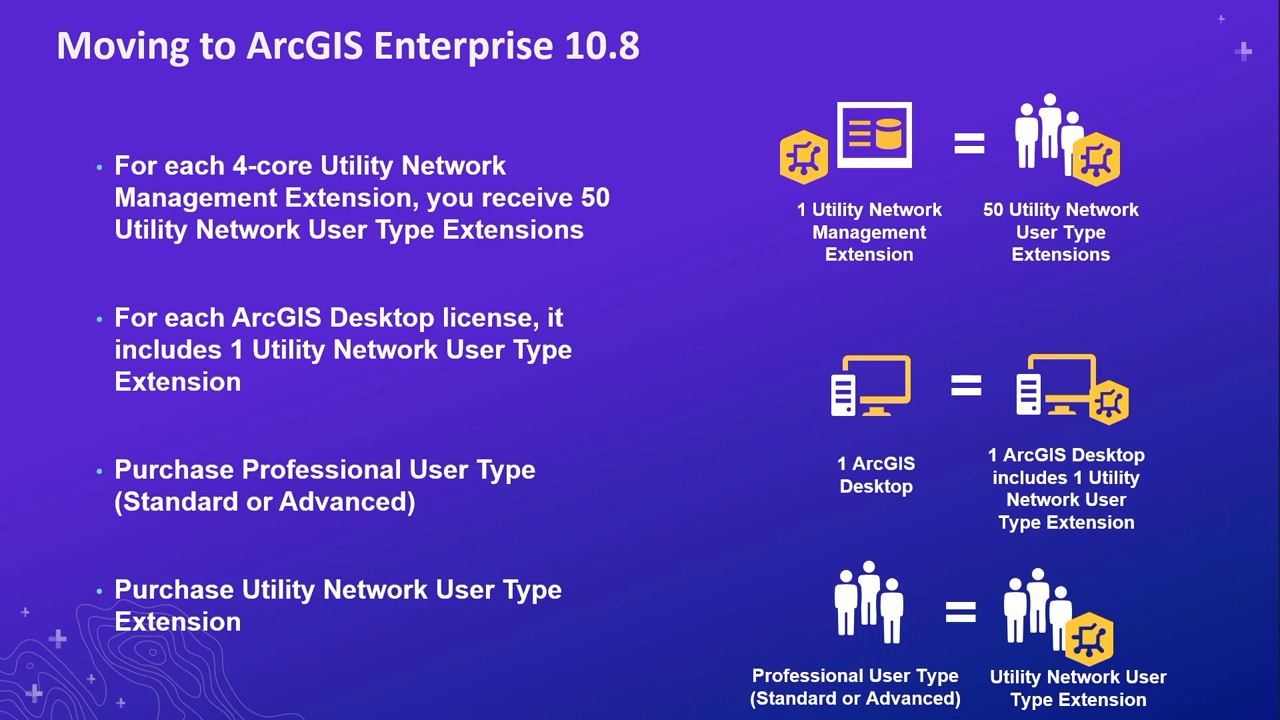 Moving to ArcGIS Enterprise 10.8
• For each 4-core Utility Network
Management Extension, you receive 50
Utility Network User Type Extensions
• For each ArcGIS Desktop license, it
includes 1 Utility Network User Type
Extension
• Purchase Professional User Type
(Standard or Advanced)
• Purchase Utility Network User Type
Extension
=
1 Utility Network
Management
Extension
50 Utility Network
User Type
Extensions
=
1 ArcGIS
Desktop
1 ArcGIS Desktop
includes 1 Utility
Network User
Type Extension
=
Professional User Type
(Standard or Advanced)
Utility Network User
Type Extension